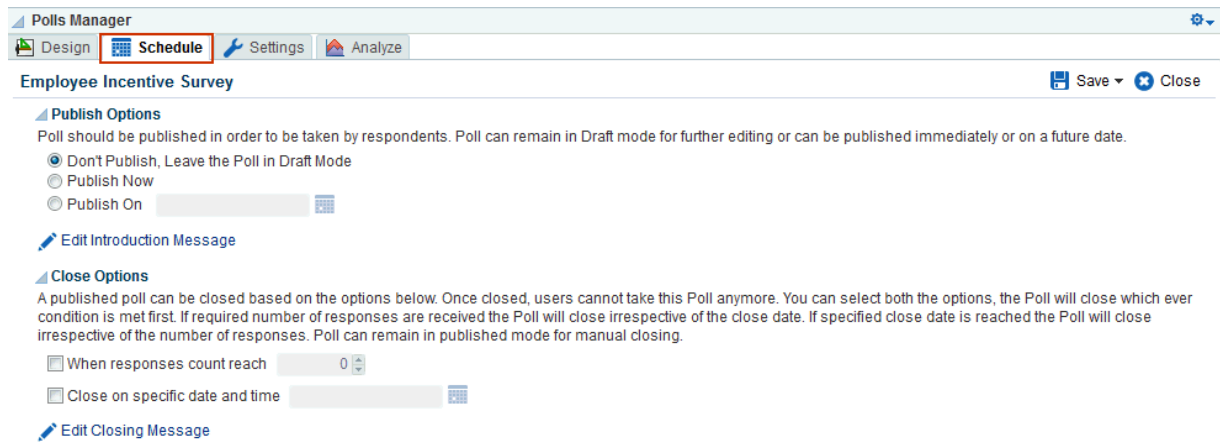 Polls Manager
Design Schedule Settings Analyze
Employee Incentive Survey Save Close
Publish Options
Poll should be published in order to be taken by respondents. Poll can remain in Draft mode for further editing or can be published immediately or on a future date.
Don't Publish, Leave the Poll in Draft Mode
Publish Now
Publish On
Edit Introduction Message
Close Options
A published poll can be closed based on the options below. Once closed, users cannot take this Poll anymore. You can select both the options, the Poll will close which ever
condition is met first. If required number of responses are received the Poll will close irrespective of the close date. If specified close date is reached the Poll will close
irrespective of the number of responses. Poll can remain in published mode for manual closing.
When responses count reach 0
Close on specific date and time
Edit Closing Message